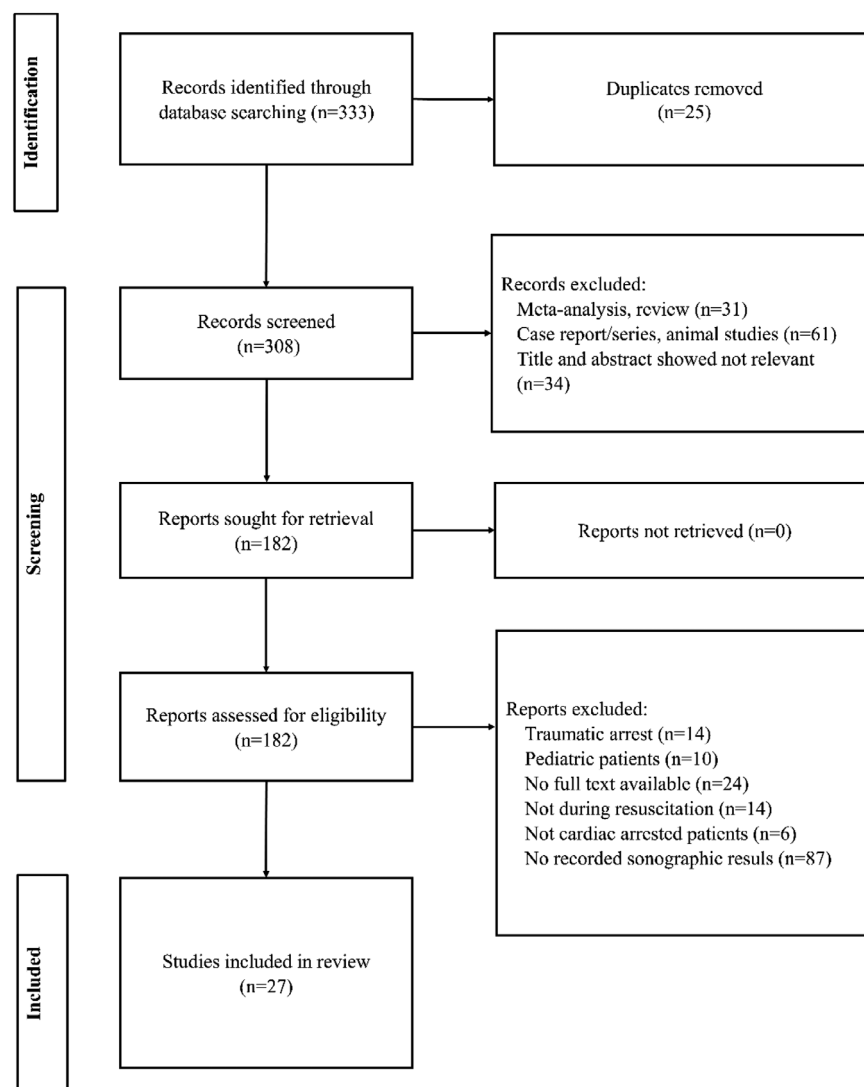 Identification
Records identified through
database searching (n=333)
Duplicates removed
(n=25)
Screening
Records screened
(n=308)
Records excluded:
Meta-analysis, review (n=31)
Case report/series, animal studies (n=61)
Title and abstract showed not relevant
(n=34)
Reports sought for retrieval
(n=182)
Reports not retrieved (n=0)
Reports assessed for eligibility
(n=182)
Reports excluded:
Traumatic arrest (n=14)
Pediatric patients (n=10)
No full text available (n=24)
Not during resuscitation (n=14)
Not cardiac arrested patients (n=6)
No recorded sonographic resuls (n=87)
Included
Studies included in review
(n=27)